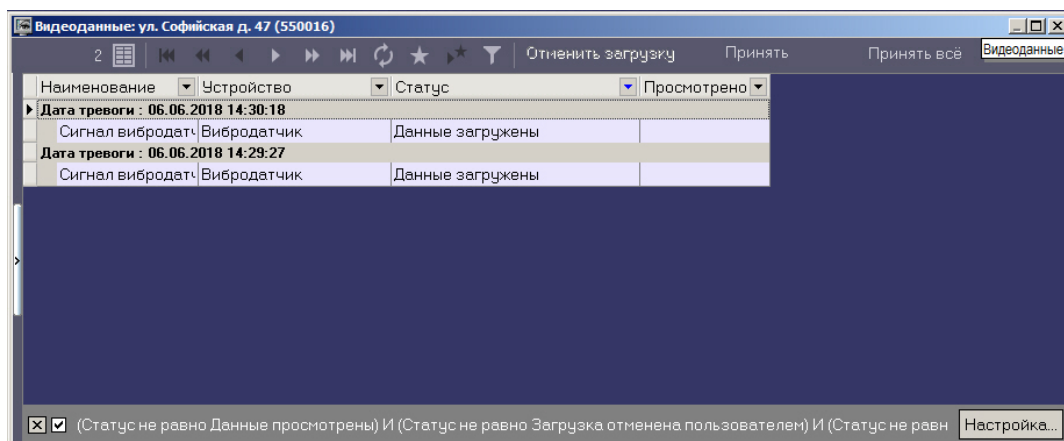 Видеоданные: ул. Софийская д. 47 (550016)
2 Отменить загрузку Принять Принять всё Видеоданные
Наименование Устройство Статус Просмотрено
Дата тревоги : 06.06.2018 14:30:18
Сигнал вибродатч Вибродатчик Данные загружены
Дата тревоги : 06.06.2018 14:29:27
Сигнал вибродатч Вибродатчик Данные загружены
(Статус не равно Данные просмотрены) И (Статус не равно Загрузка отменена пользователем) И (Статус не равн Настройка...